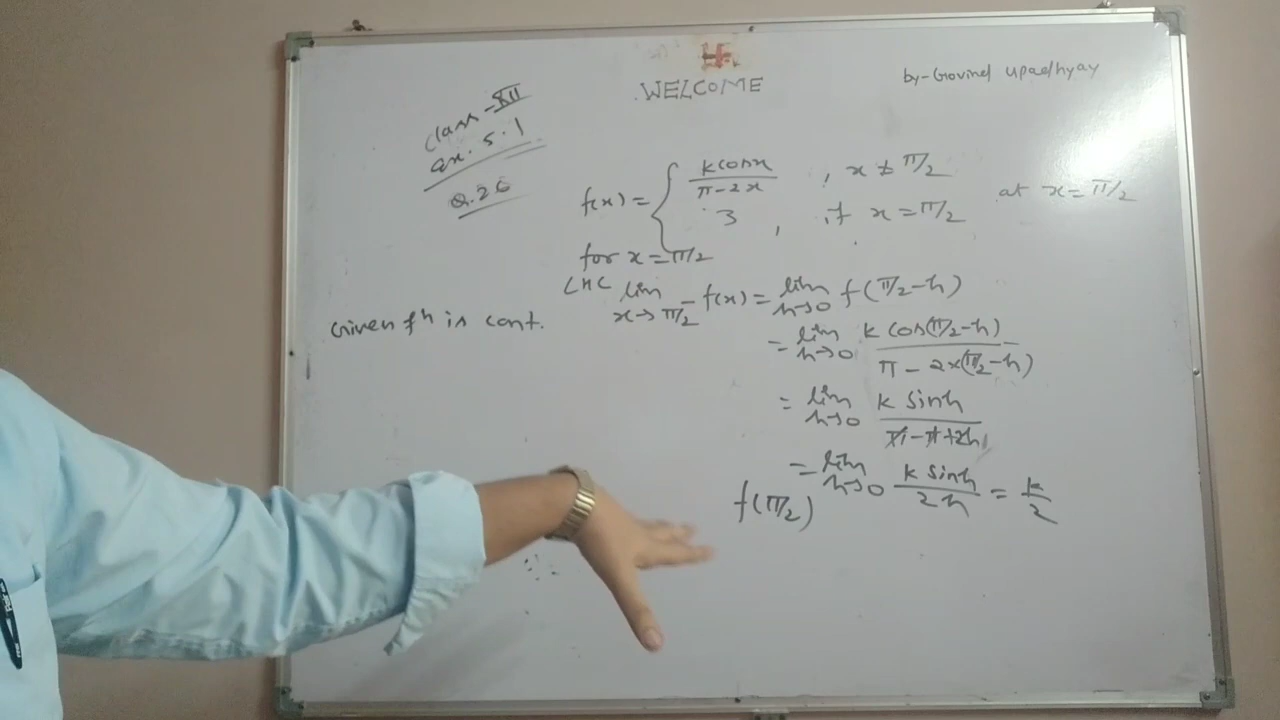 WELCOME
by-Govind Upadhyay
Class-XII
ex. 5.1
Q.26
f(x) = { k cosx / π-2x , x ≠ π/2
3 , if x = π/2 at x = π/2
for x = π/2
LHL lim x→π/2⁻ f(x) = lim h→0 f(π/2-h)
Given fⁿ is cont.
= lim h→0 k cos(π/2-h) / π - 2×(π/2-h)
= lim h→0 k sinh / π-π+2h
= lim h→0 k sinh / 2h = k/2
f(π/2)